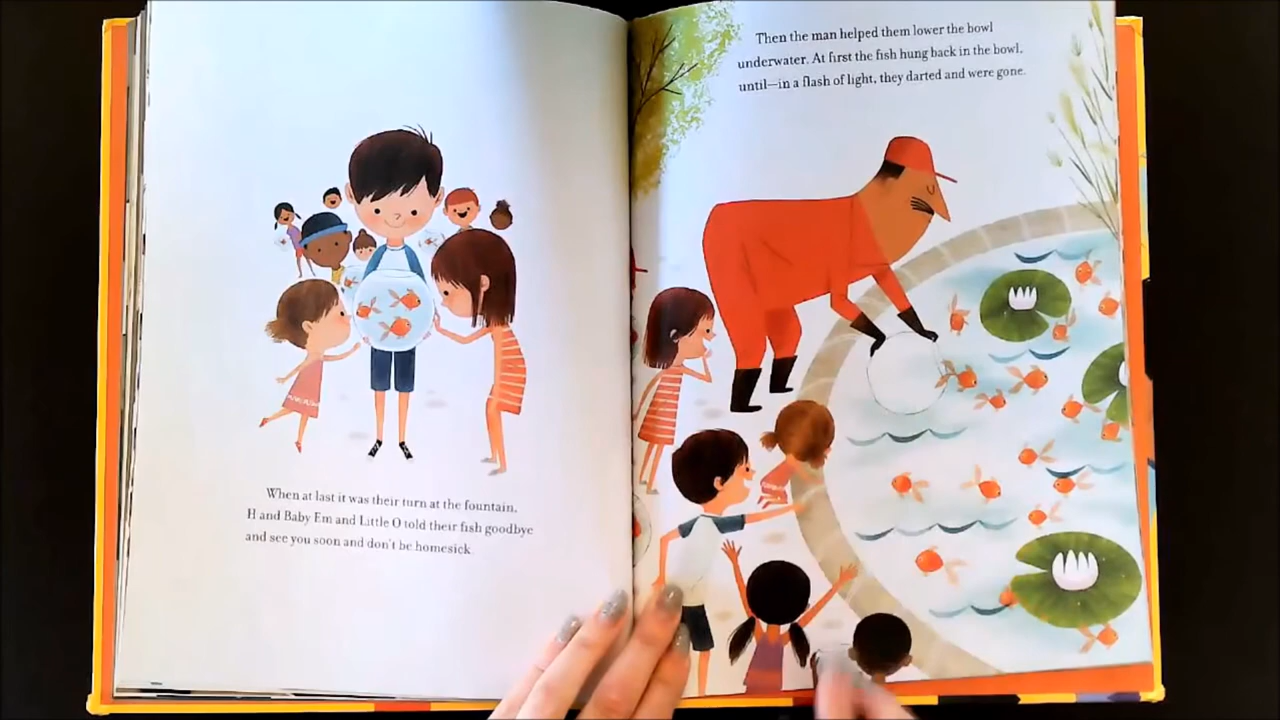 When at last it was their turn at the fountain,
H and Baby Em and Little O told their fish goodbye
and see you soon and don't be homesick.
Then the man helped them lower the bowl
underwater. At first the fish hung back in the bowl,
until—in a flash of light, they darted and were gone.